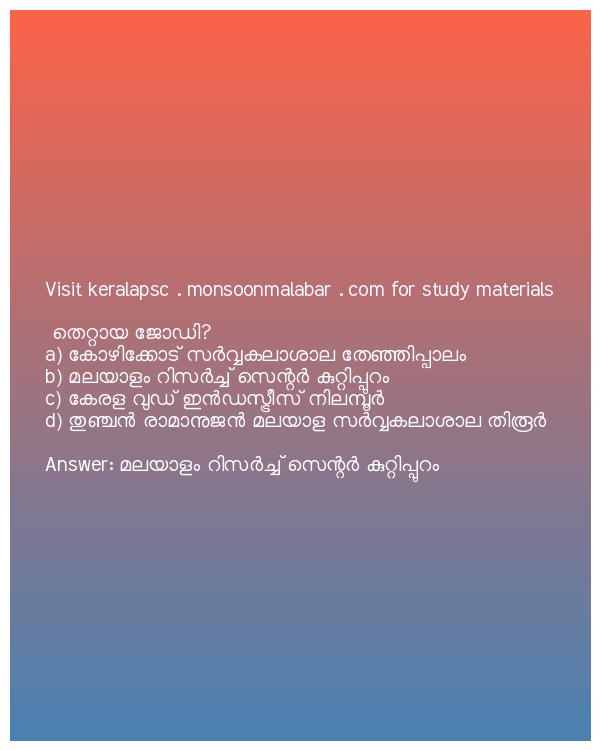 Visit keralapsc . monsoonmalabar . com for study materials
തെറ്റായ ജോഡി?
a) കോഴിക്കോട് സർവ്വകലാശാല തേഞ്ഞിപ്പാലം
b) മലയാളം റിസർച്ച് സെന്റർ കുറ്റിപ്പുറം
c) കേരള വുഡ് ഇൻഡസ്ട്രീസ് നിലമ്പൂർ
d) തുഞ്ചൻ രാമാനുജൻ മലയാള സർവ്വകലാശാല തിരൂർ
Answer: മലയാളം റിസർച്ച് സെന്റർ കുറ്റിപ്പുറം